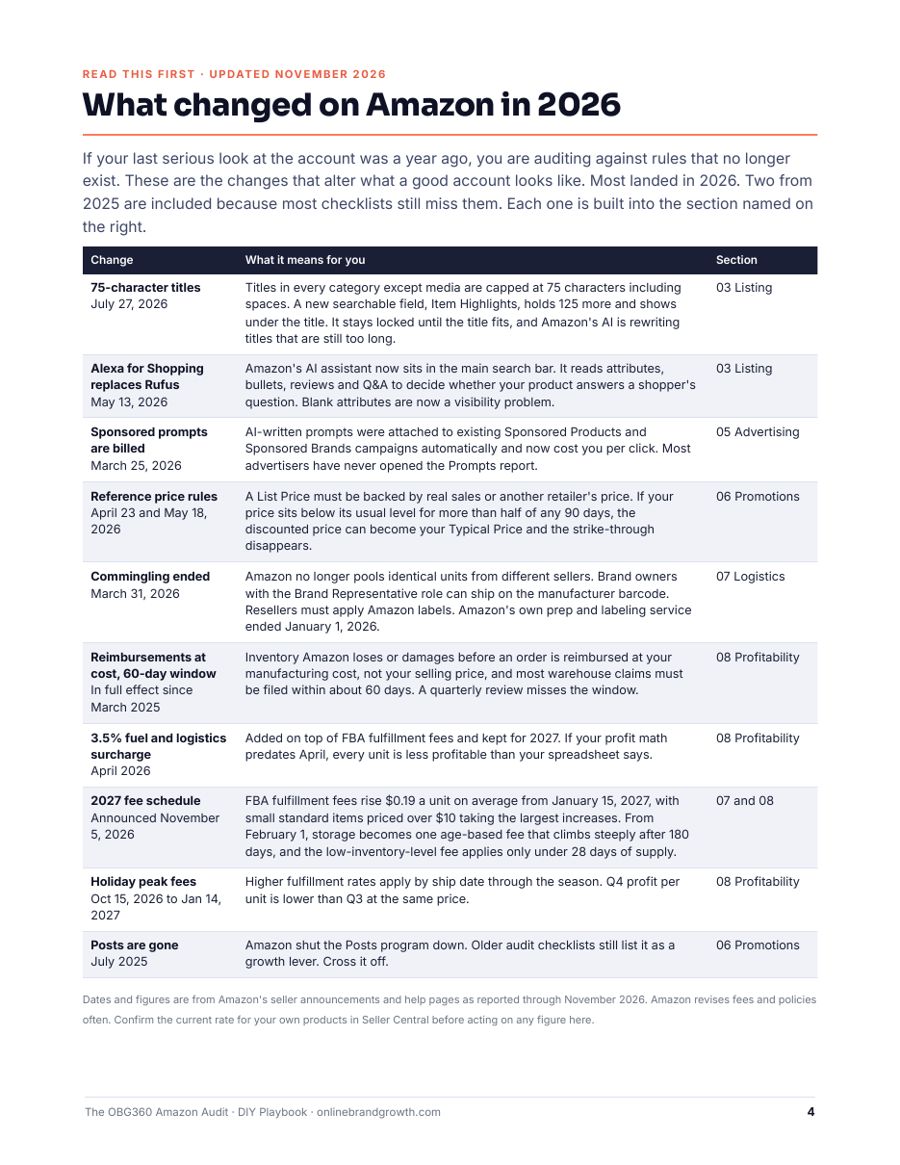 READ THIS FIRST · UPDATED NOVEMBER 2026
What changed on Amazon in 2026
If your last serious look at the account was a year ago, you are auditing against rules that no longer
exist. These are the changes that alter what a good account looks like. Most landed in 2026. Two from
2025 are included because most checklists still miss them. Each one is built into the section named on
the right.
Change
What it means for you
Section
75-character titles
July 27, 2026
Titles in every category except media are capped at 75 characters including
spaces. A new searchable field, Item Highlights, holds 125 more and shows
under the title. It stays locked until the title fits, and Amazon's AI is rewriting
titles that are still too long.
03 Listing
Alexa for Shopping
replaces Rufus
May 13, 2026
Amazon's AI assistant now sits in the main search bar. It reads attributes,
bullets, reviews and Q&A to decide whether your product answers a shopper's
question. Blank attributes are now a visibility problem.
03 Listing
Sponsored prompts
are billed
March 25, 2026
AI-written prompts were attached to existing Sponsored Products and
Sponsored Brands campaigns automatically and now cost you per click. Most
advertisers have never opened the Prompts report.
05 Advertising
Reference price rules
April 23 and May 18,
2026
A List Price must be backed by real sales or another retailer's price. If your
price sits below its usual level for more than half of any 90 days, the
discounted price can become your Typical Price and the strike-through
disappears.
06 Promotions
Commingling ended
March 31, 2026
Amazon no longer pools identical units from different sellers. Brand owners
with the Brand Representative role can ship on the manufacturer barcode.
Resellers must apply Amazon labels. Amazon's own prep and labeling service
ended January 1, 2026.
07 Logistics
Reimbursements at
cost, 60-day window
In full effect since
March 2025
Inventory Amazon loses or damages before an order is reimbursed at your
manufacturing cost, not your selling price, and most warehouse claims must
be filed within about 60 days. A quarterly review misses the window.
08 Profitability
3.5% fuel and logistics
surcharge
April 2026
Added on top of FBA fulfillment fees and kept for 2027. If your profit math
predates April, every unit is less profitable than your spreadsheet says.
08 Profitability
2027 fee schedule
Announced November
5, 2026
FBA fulfillment fees rise $0.19 a unit on average from January 15, 2027, with
small standard items priced over $10 taking the largest increases. From
February 1, storage becomes one age-based fee that climbs steeply after 180
days, and the low-inventory-level fee applies only under 28 days of supply.
07 and 08
Holiday peak fees
Oct 15, 2026 to Jan 14,
2027
Higher fulfillment rates apply by ship date through the season. Q4 profit per
unit is lower than Q3 at the same price.
08 Profitability
Posts are gone
July 2025
Amazon shut the Posts program down. Older audit checklists still list it as a
growth lever. Cross it off.
06 Promotions
Dates and figures are from Amazon's seller announcements and help pages as reported through November 2026. Amazon revises fees and policies
often. Confirm the current rate for your own products in Seller Central before acting on any figure here.
The OBG360 Amazon Audit · DIY Playbook · onlinebrandgrowth.com
4